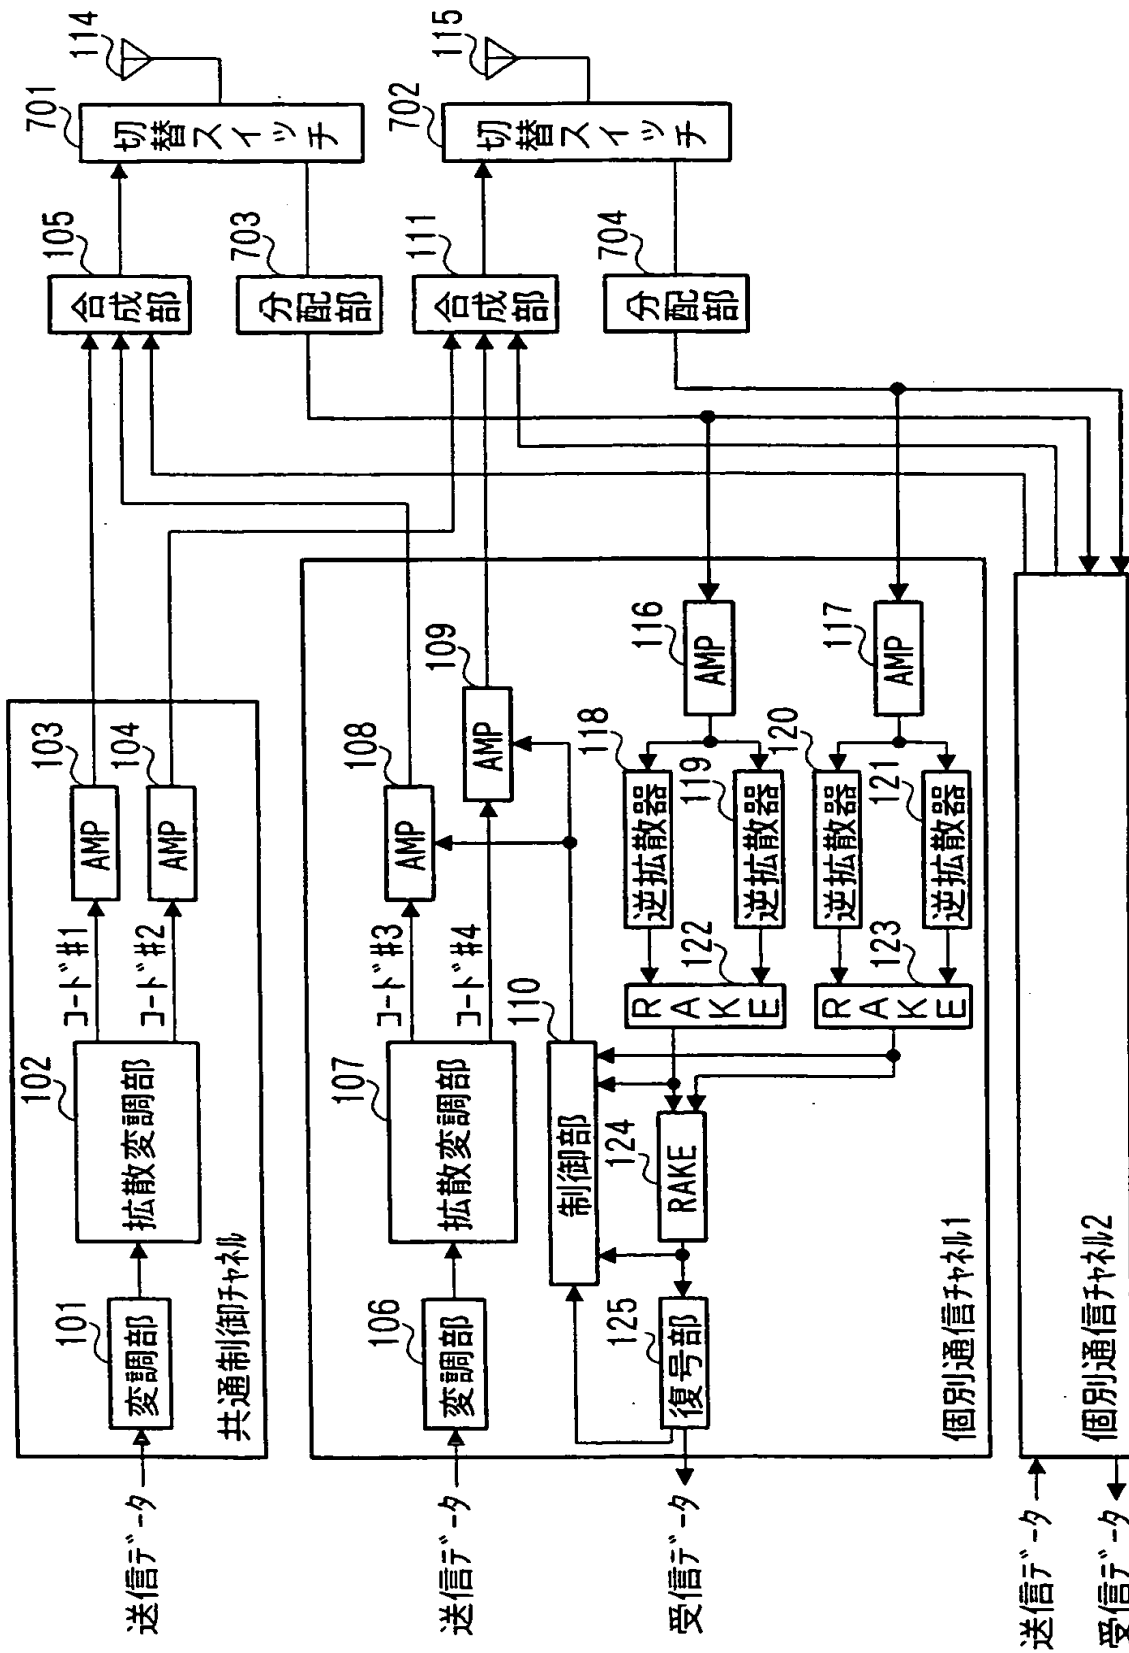 送信データ
101
変調部
102
拡散変調部
コード#1
コード#2
103
AMP
104
AMP
共通制御チャネル
105
合成部
701
切替スイッチ
114
703
分配部
送信データ
106
変調部
107
拡散変調部
コード#3
コード#4
108
AMP
109
AMP
110
制御部
111
合成部
702
切替スイッチ
115
704
分配部
116
AMP
117
AMP
118
逆拡散器
119
逆拡散器
120
逆拡散器
121
逆拡散器
122
RAKE
123
RAKE
124
RAKE
125
復号部
受信データ
個別通信チャネル1
送信データ
受信データ
個別通信チャネル2